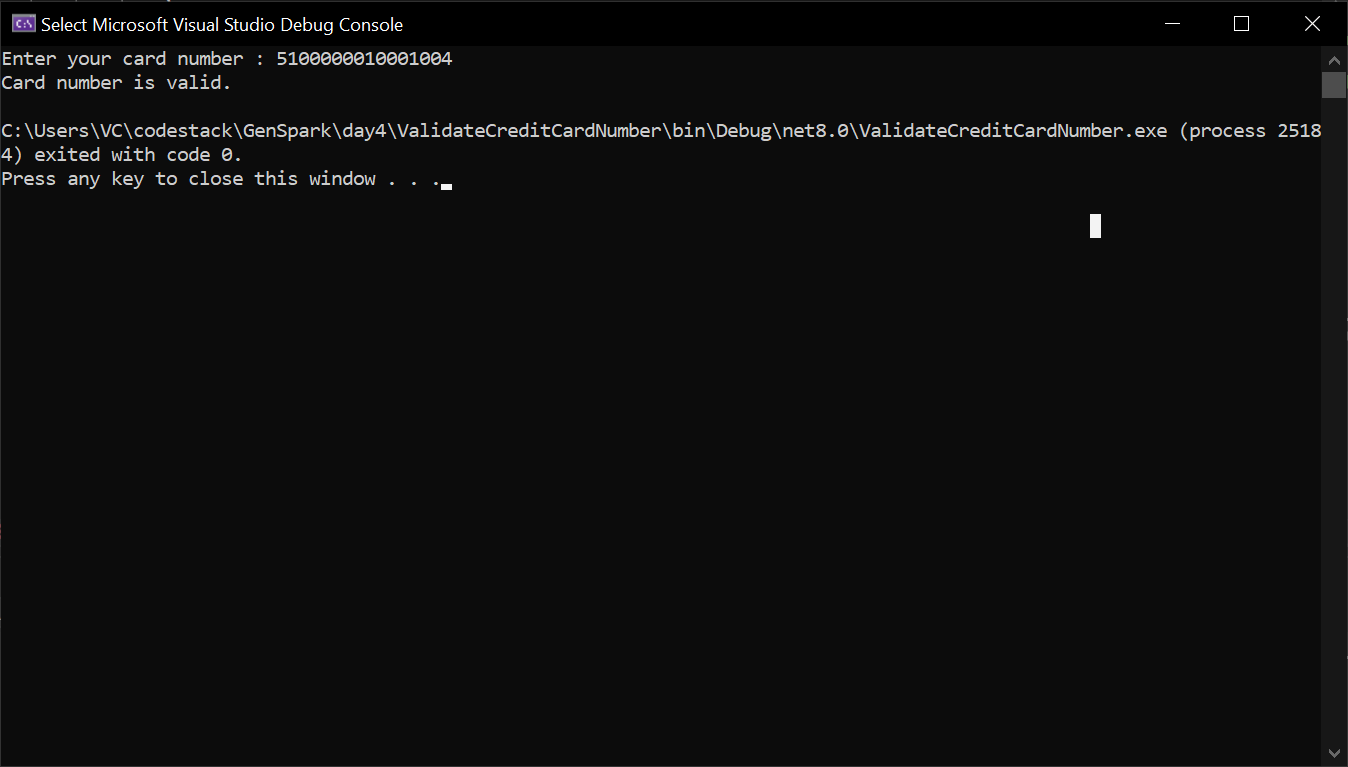 Select Microsoft Visual Studio Debug Console
Enter your card number : 5100000010001004
Card number is valid.
C:\Users\VC\codestack\GenSpark\day4\ValidateCreditCardNumber\bin\Debug\net8.0\ValidateCreditCardNumber.exe (process 2518
4) exited with code 0.
Press any key to close this window . . .